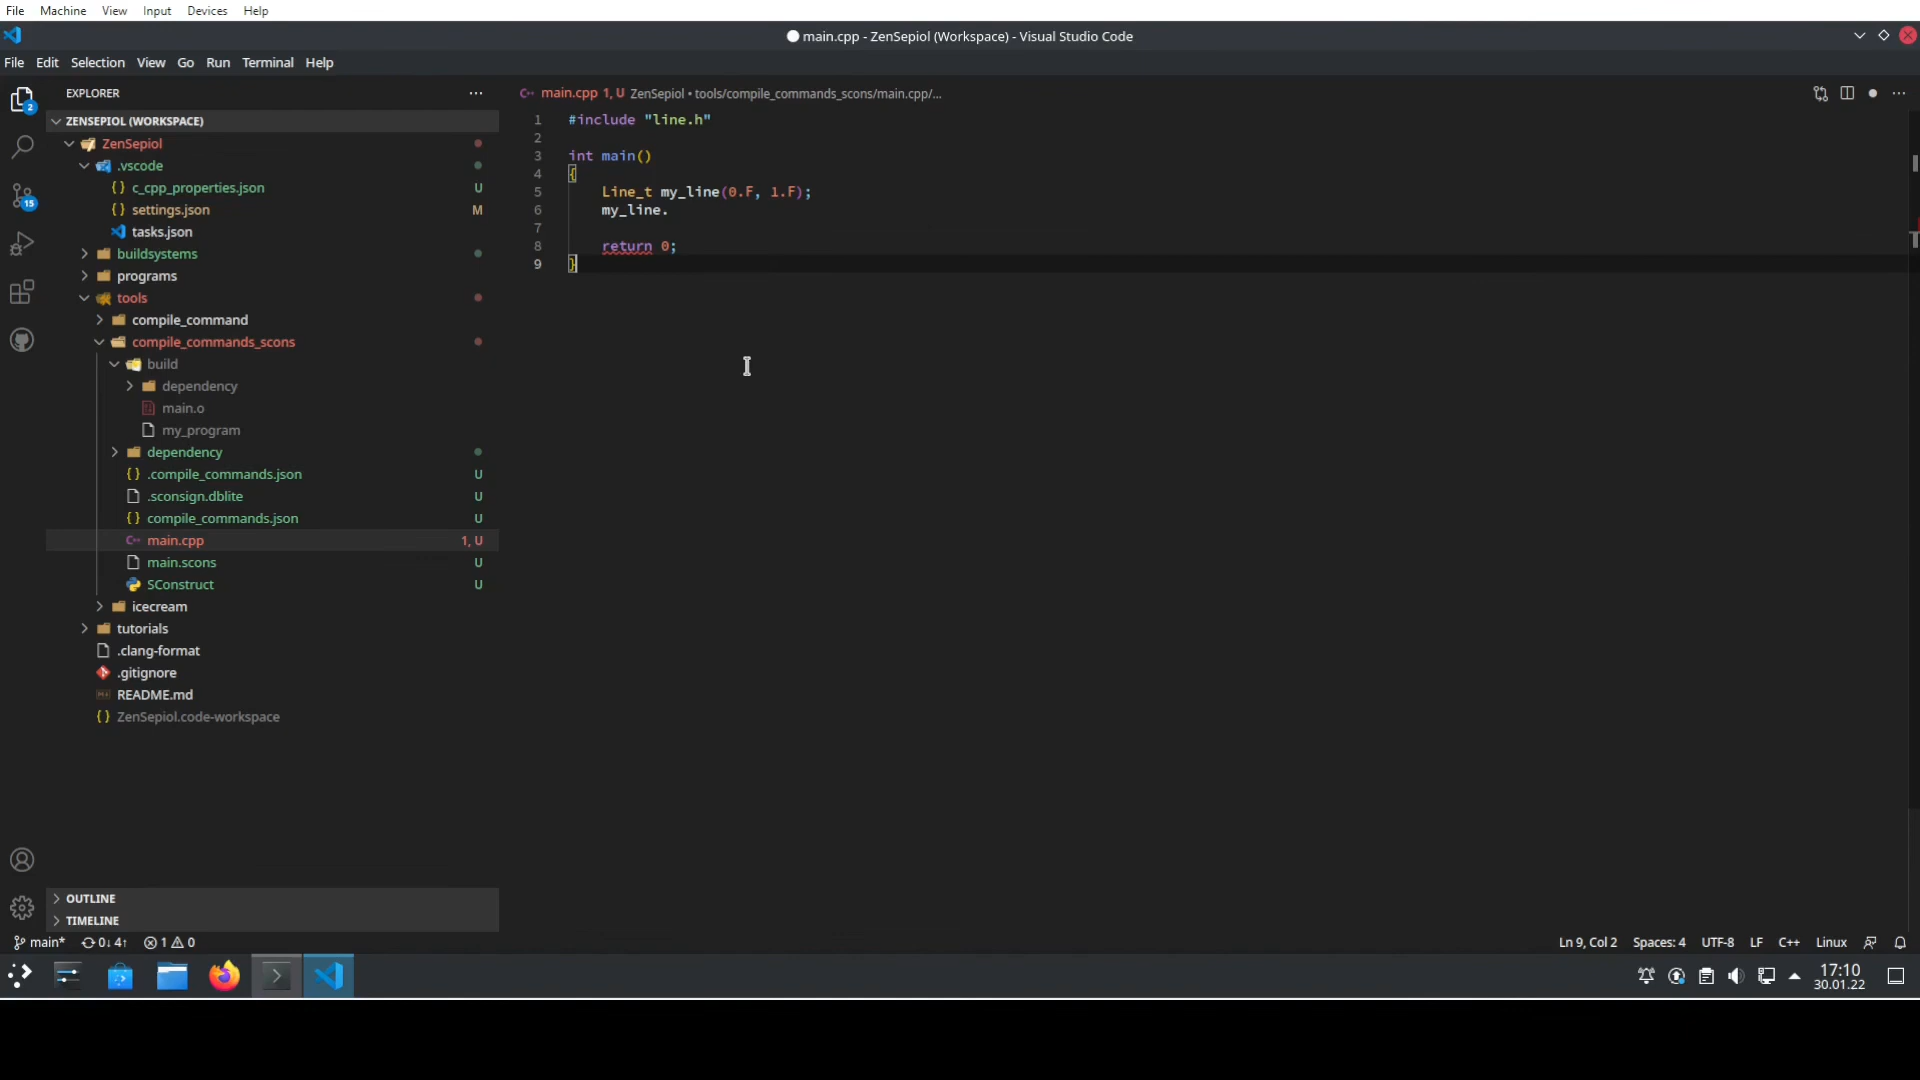 File Machine View Input Devices Help
main.cpp - ZenSepiol (Workspace) - Visual Studio Code
File Edit Selection View Go Run Terminal Help
EXPLORER
ZENSEPIOL (WORKSPACE)
ZenSepiol
.vscode
c_cpp_properties.json U
settings.json M
tasks.json
buildsystems
programs
tools
compile_command
compile_commands_scons
build
dependency
main.o
my_program
dependency
.compile_commands.json U
.sconsign.dblite U
compile_commands.json U
main.cpp 1, U
main.scons U
SConstruct U
icecream
tutorials
.clang-format
.gitignore
README.md
ZenSepiol.code-workspace
OUTLINE
TIMELINE
2
15
main.cpp 1, U ZenSepiol • tools/compile_commands_scons/main.cpp/...
1 #include "line.h"
2
3 int main()
4 {
5 Line_t my_line(0.F, 1.F);
6 my_line.
7
8 return 0;
9 }
main* 0↓ 4↑ 1 0 Ln 9, Col 2 Spaces: 4 UTF-8 LF C++ Linux
17:10
30.01.22